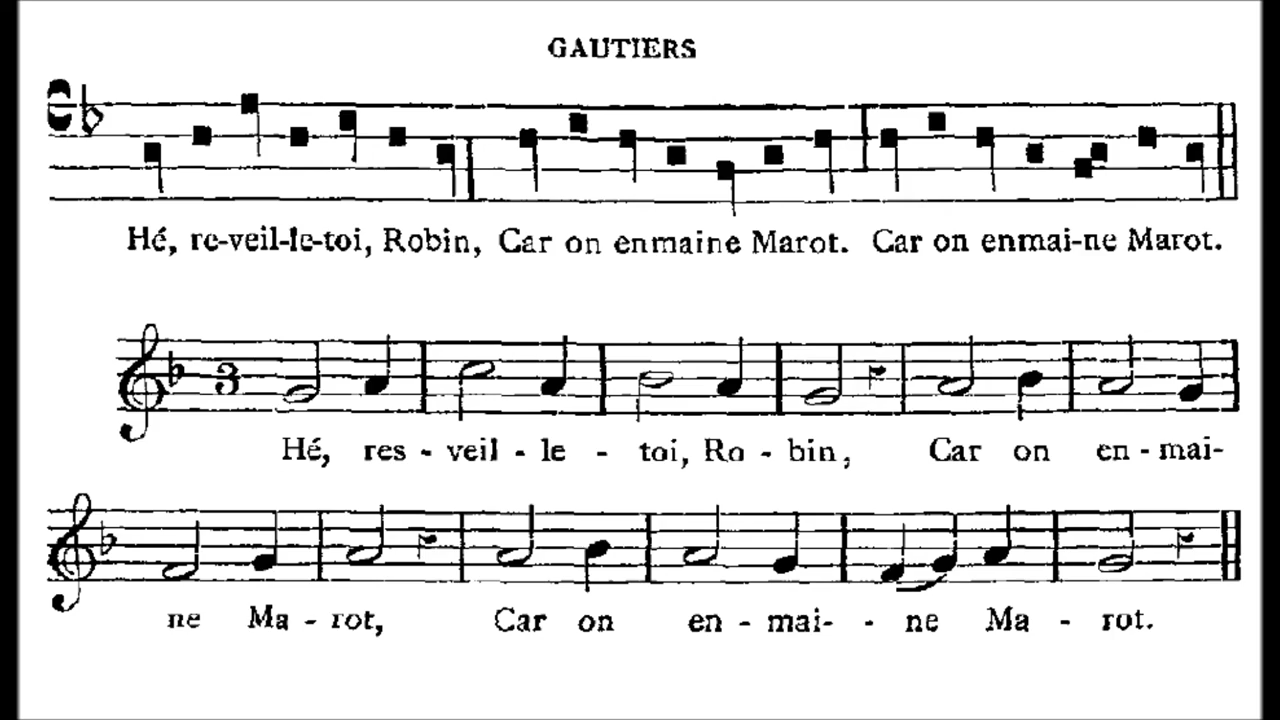 GAUTIERS
Hé, re-veil-le-toi, Robin, Car on enmaine Marot. Car on enmai-ne Marot.
3
Hé, res - veil - le - toi, Ro - bin, Car on en - mai-
ne Ma - rot, Car on en - mai- - ne Ma - rot.